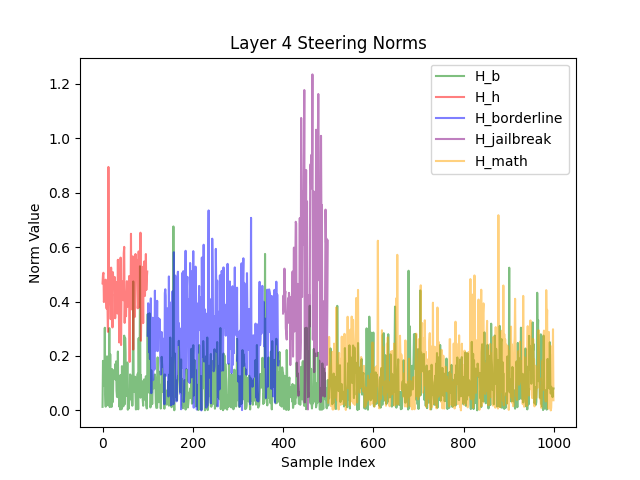 Layer 4 Steering Norms
H_b
H_h
H_borderline
H_jailbreak
H_math
Norm Value
1.2
1.0
0.8
0.6
0.4
0.2
0.0
0 200 400 600 800 1000
Sample Index